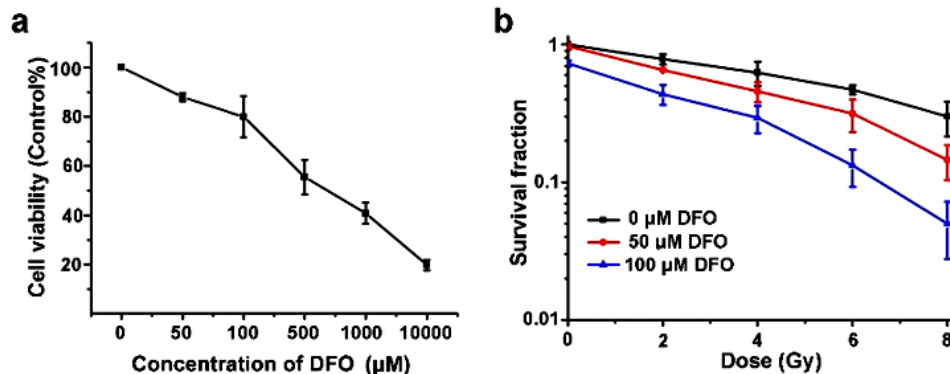 a
Cell viability (Control%)
100
80
60
40
20
0 50 100 500 1000 10000
Concentration of DFO (μM)
b
Survival fraction
1
0.1
0.01
0 μM DFO
50 μM DFO
100 μM DFO
0 2 4 6 8
Dose (Gy)